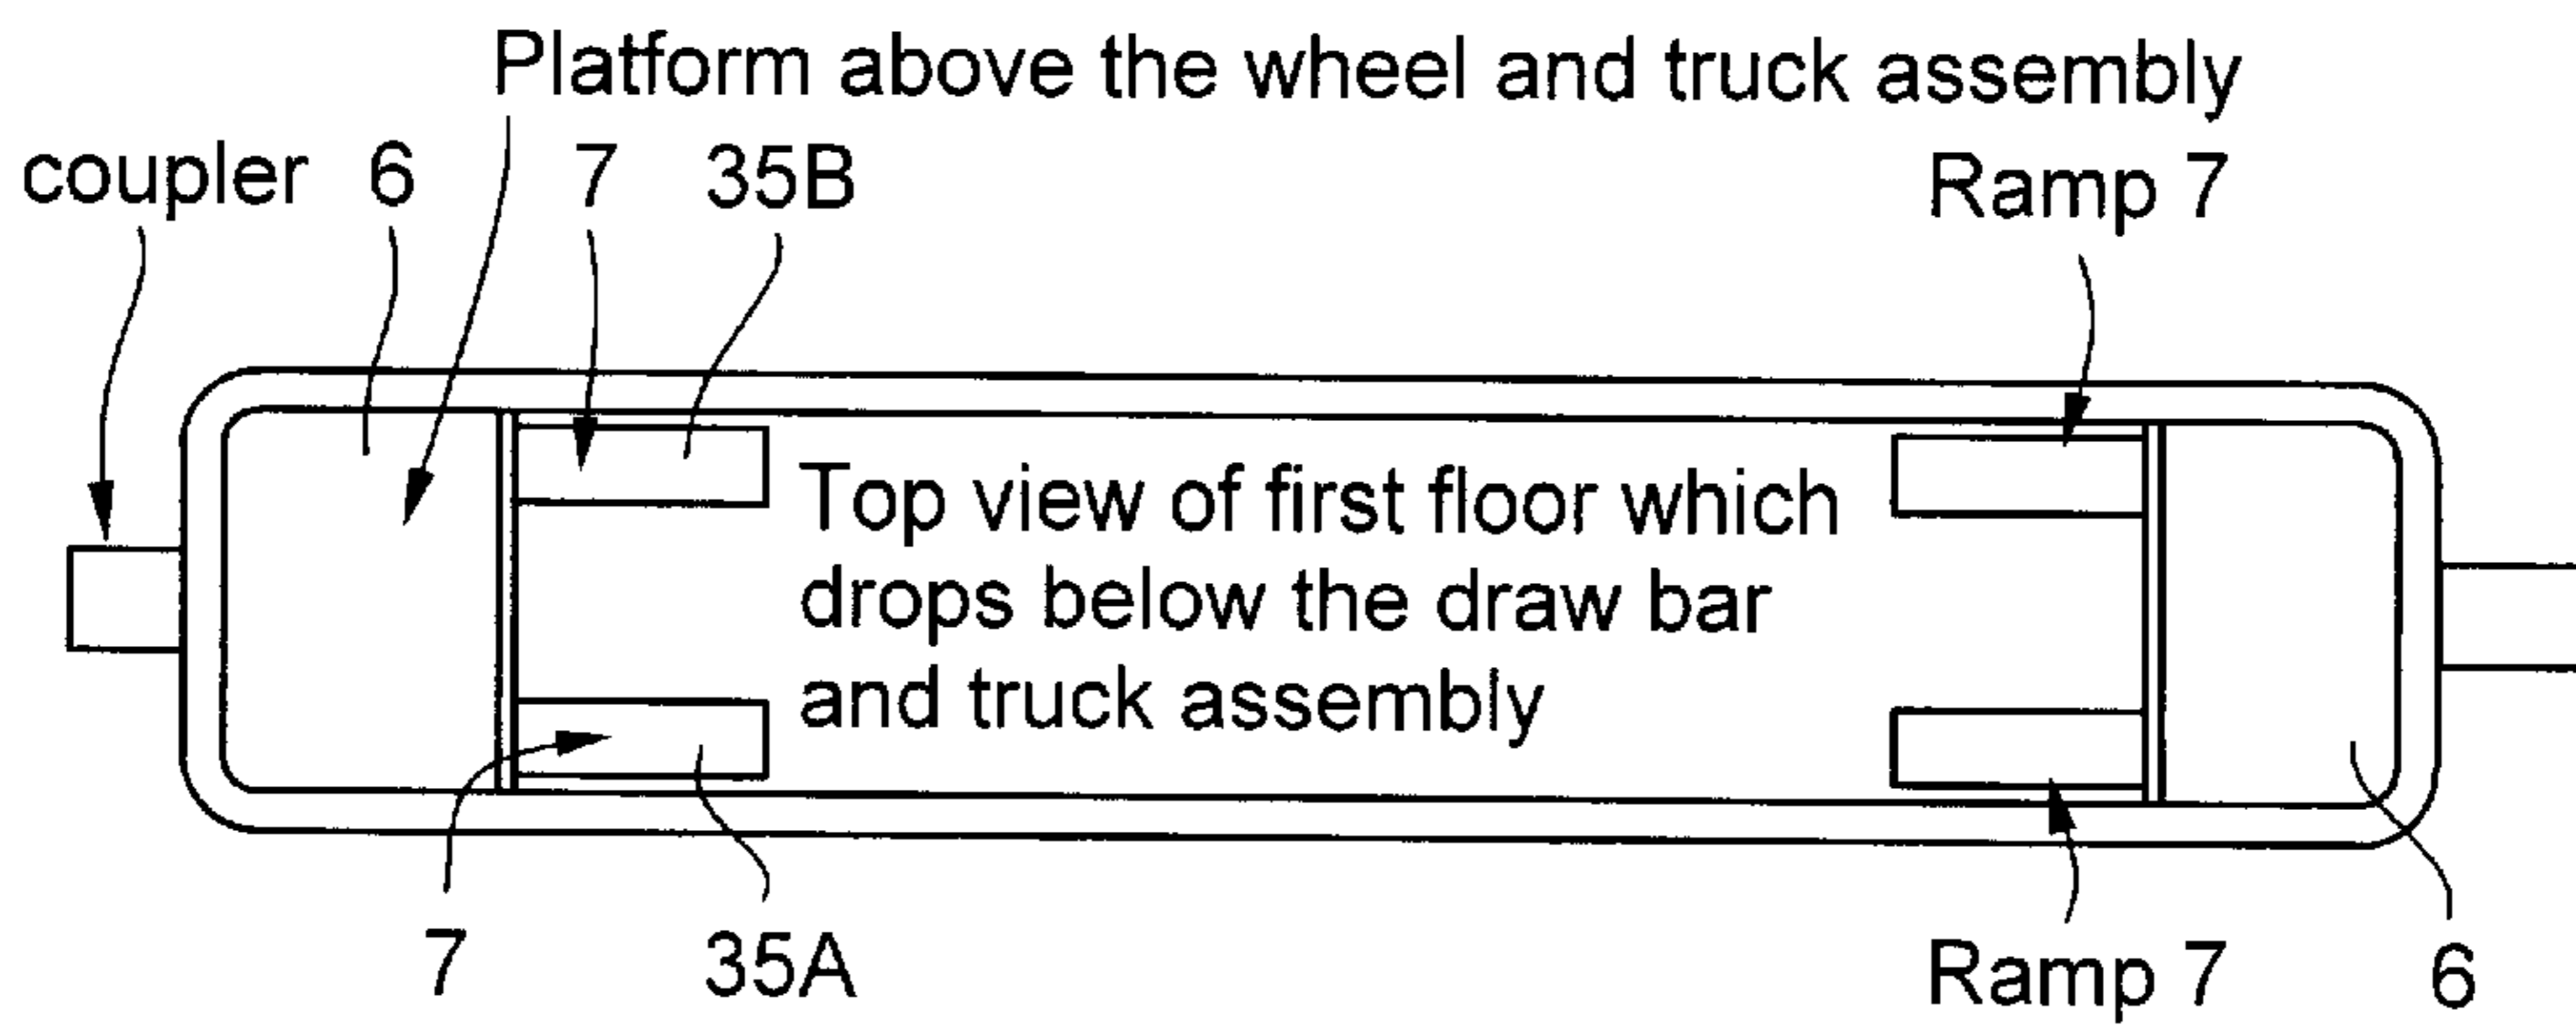 Platform above the wheel and truck assembly
coupler 6 7 35B Ramp 7
Top view of first floor which
drops below the draw bar
and truck assembly
7 35A Ramp 7 6